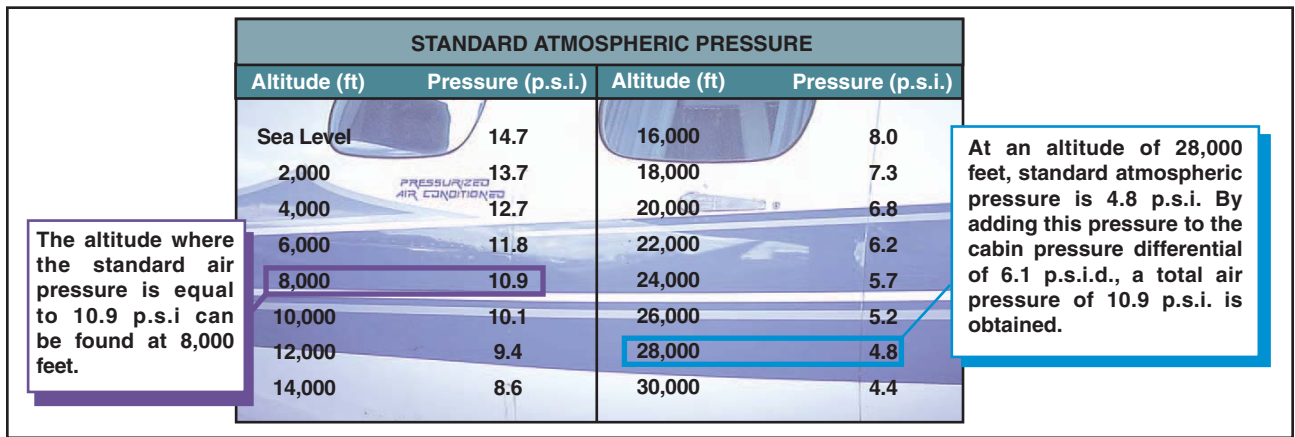 STANDARD ATMOSPHERIC PRESSURE
Altitude (ft) Pressure (p.s.i.) Altitude (ft) Pressure (p.s.i.)
Sea Level 14.7 16,000 8.0
2,000 13.7 18,000 7.3
PRESSURIZED
AIR CONDITIONED
4,000 12.7 20,000 6.8
6,000 11.8 22,000 6.2
8,000 10.9 24,000 5.7
10,000 10.1 26,000 5.2
12,000 9.4 28,000 4.8
14,000 8.6 30,000 4.4
The altitude where
the standard air
pressure is equal
to 10.9 p.s.i can
be found at 8,000
feet.
At an altitude of 28,000
feet, standard atmospheric
pressure is 4.8 p.s.i. By
adding this pressure to the
cabin pressure differential
of 6.1 p.s.i.d., a total air
pressure of 10.9 p.s.i. is
obtained.